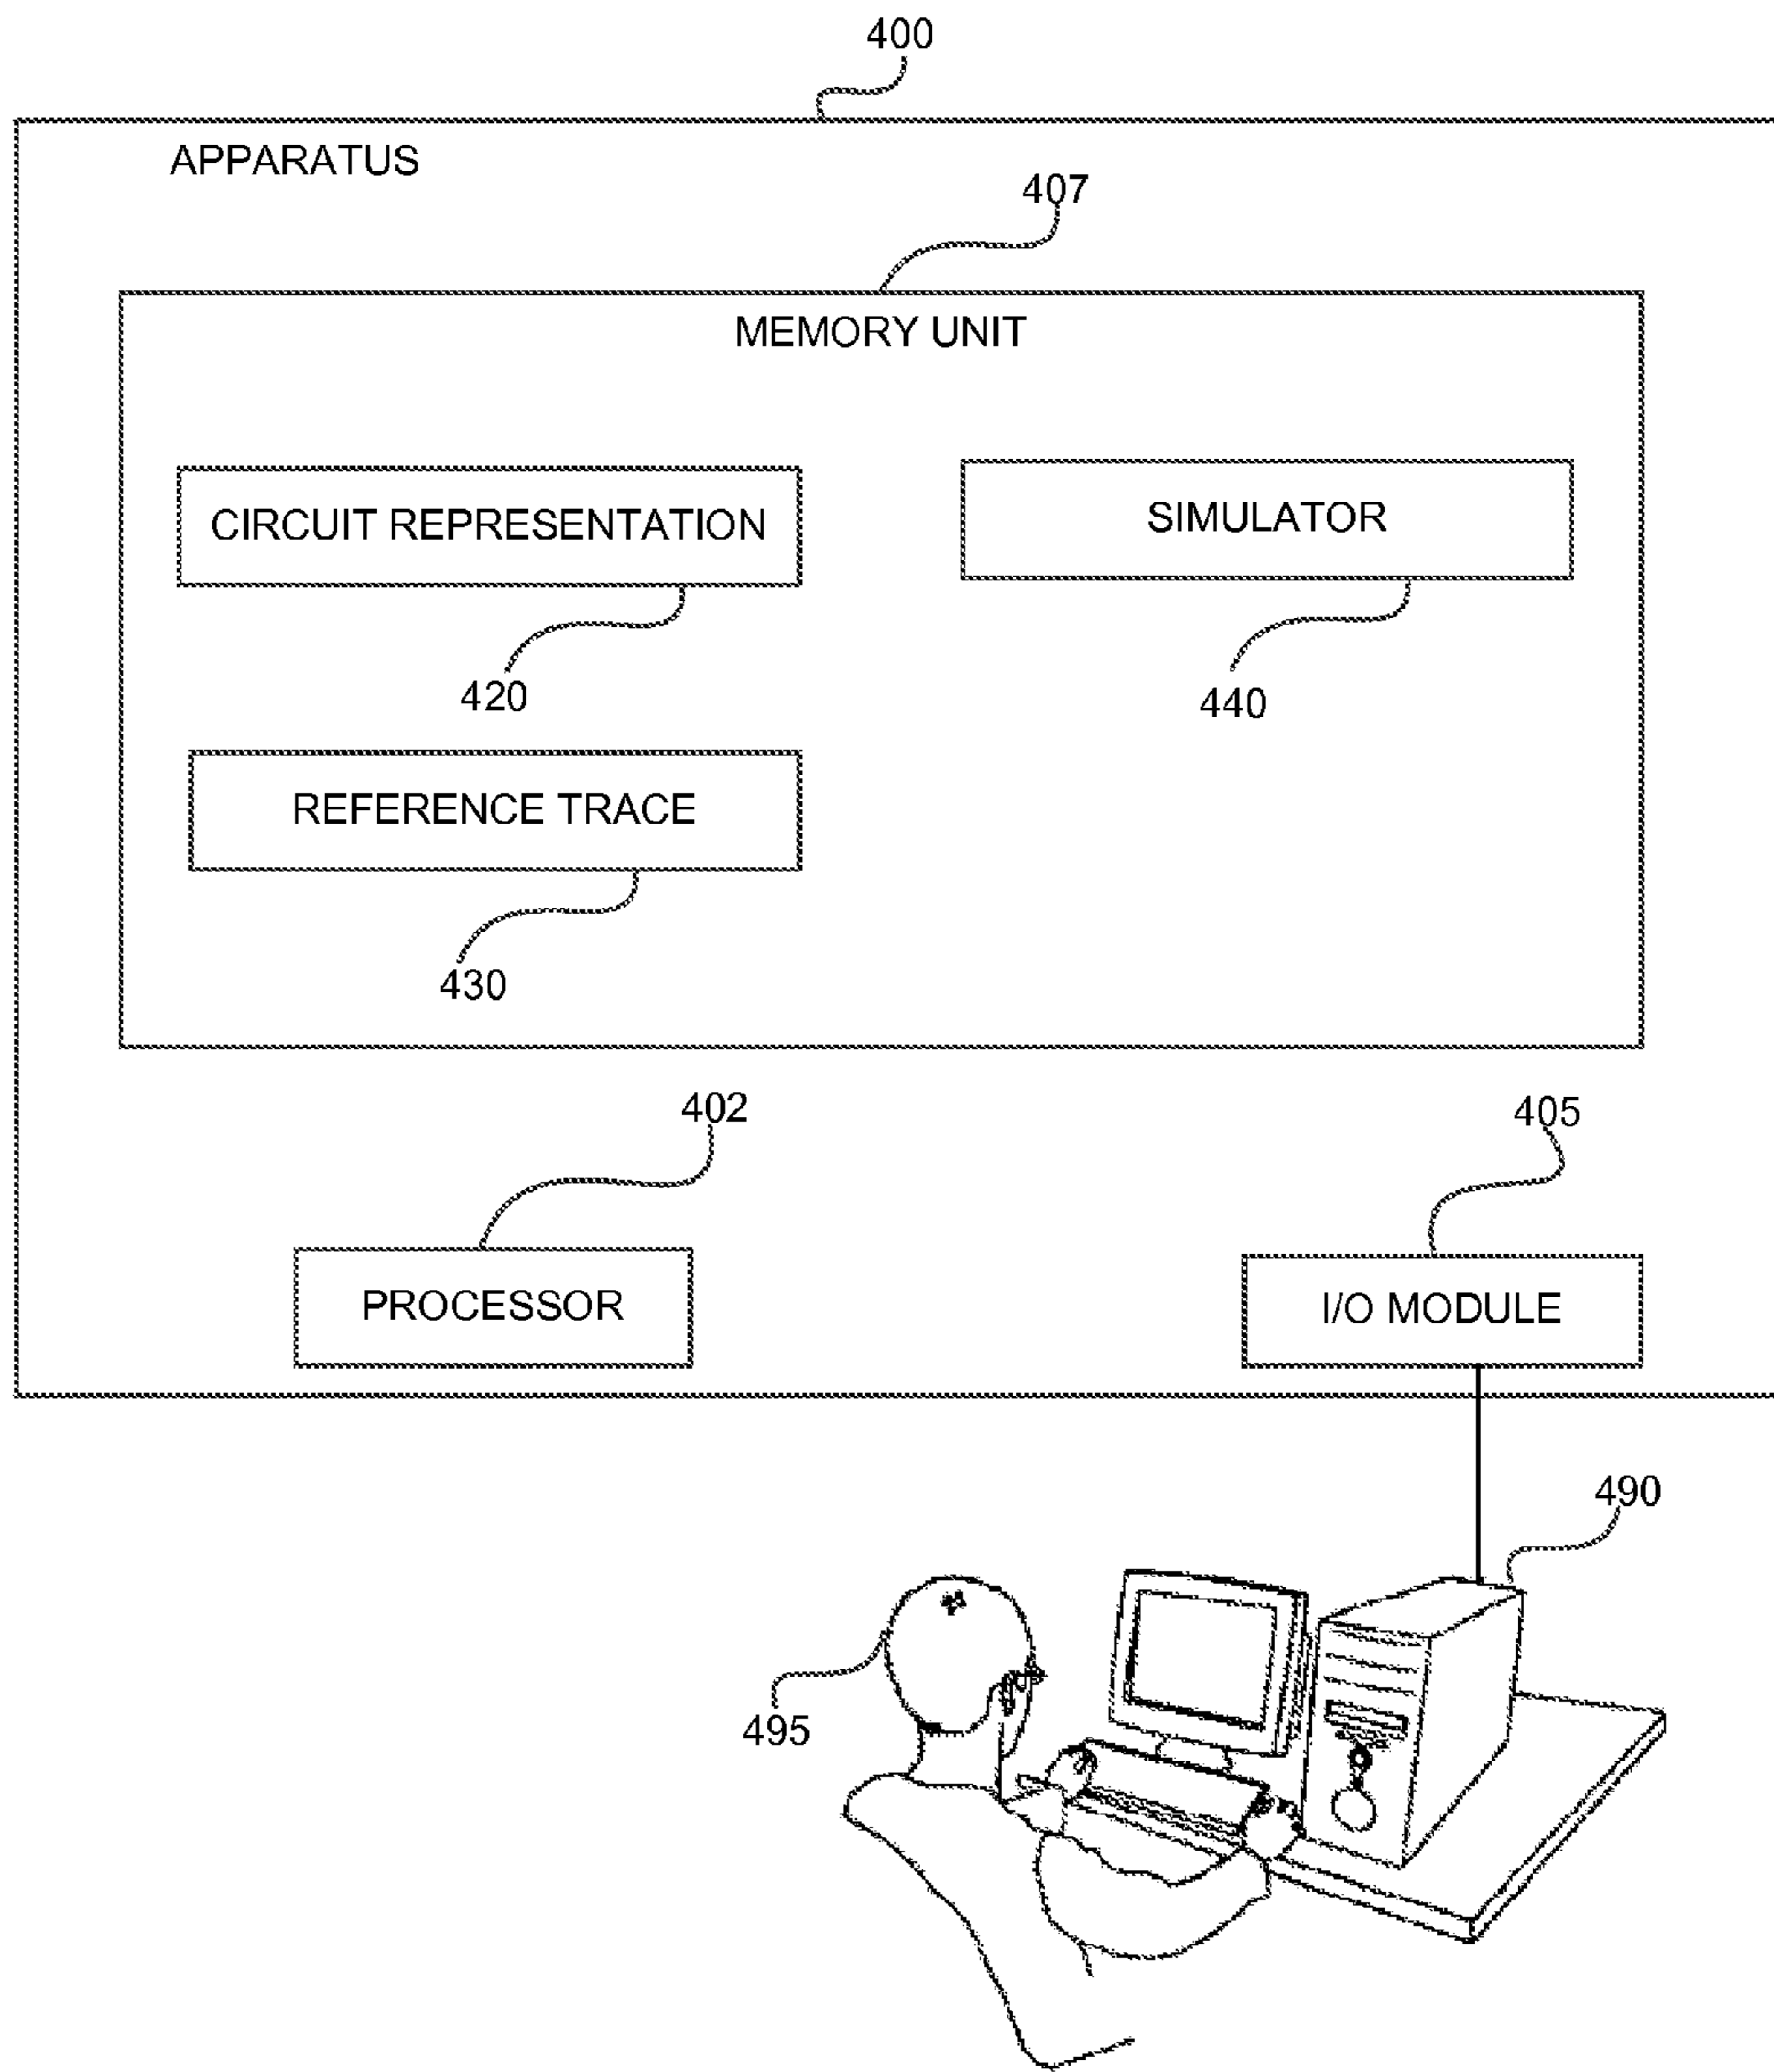 400
APPARATUS
407
MEMORY UNIT
CIRCUIT REPRESENTATION
SIMULATOR
420
440
REFERENCE TRACE
430
402
405
PROCESSOR
I/O MODULE
490
495